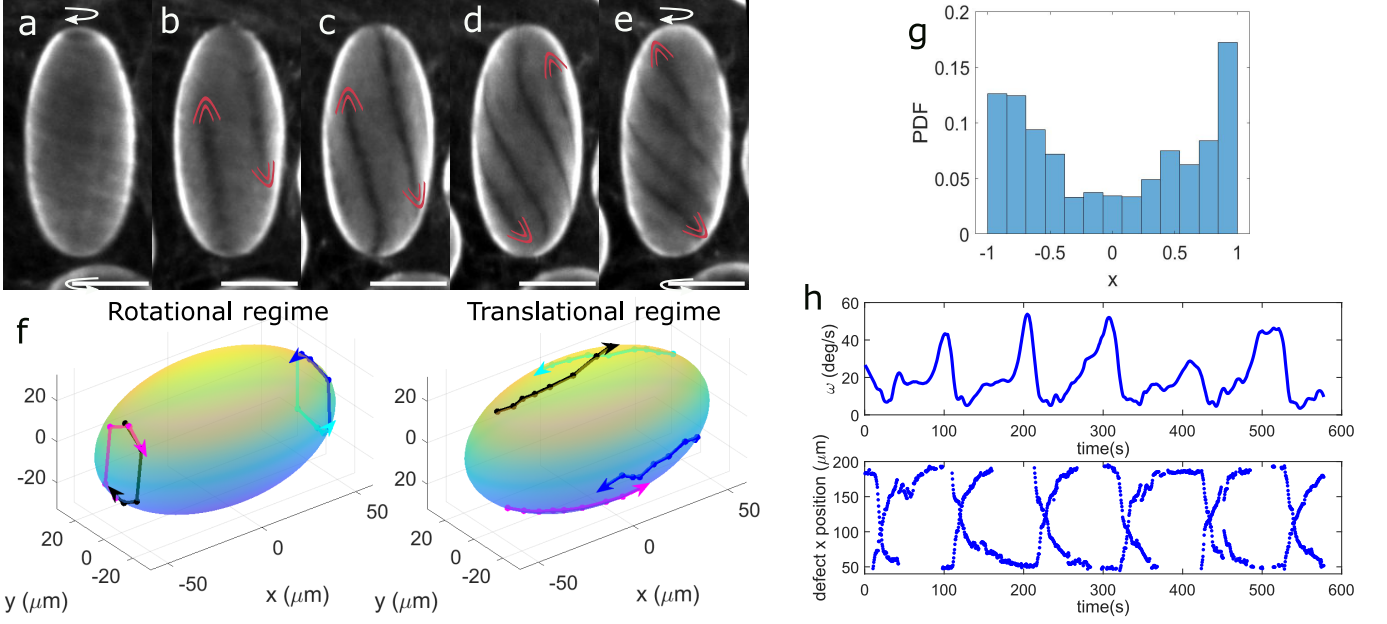 a
b
c
d
e
f
Rotational regime
Translational regime
20
0
-20
20
0
-20
y (μm)
-50
0
50
x (μm)
20
0
-20
20
0
-20
y (μm)
-50
0
50
x (μm)
g
PDF
0.2
0.15
0.1
0.05
0
-1
-0.5
0
0.5
1
x
h
ω (deg/s)
60
40
20
0
0
100
200
300
400
500
600
time(s)
defect x position (μm)
200
150
100
50
0
100
200
300
400
500
600
time(s)